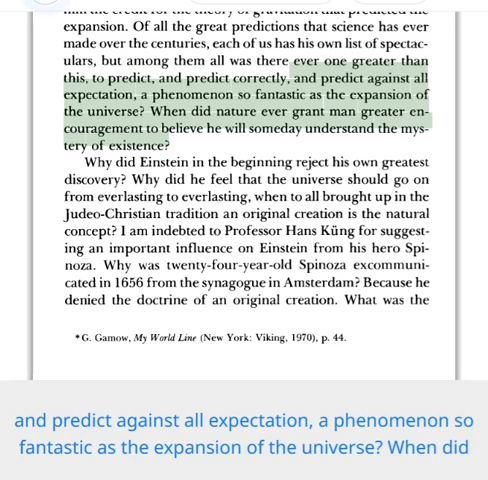 expansion. Of all the great predictions that science has ever
made over the centuries, each of us has his own list of spectac-
ulars, but among them all was there ever one greater than
this, to predict, and predict correctly, and predict against all
expectation, a phenomenon so fantastic as the expansion of
the universe? When did nature ever grant man greater en-
couragement to believe he will someday understand the mys-
tery of existence?
Why did Einstein in the beginning reject his own greatest
discovery? Why did he feel that the universe should go on
from everlasting to everlasting, when to all brought up in the
Judeo-Christian tradition an original creation is the natural
concept? I am indebted to Professor Hans Küng for suggest-
ing an important influence on Einstein from his hero Spi-
noza. Why was twenty-four-year-old Spinoza excommuni-
cated in 1656 from the synagogue in Amsterdam? Because he
denied the doctrine of an original creation. What was the
*G. Gamow, My World Line (New York: Viking, 1970), p. 44.
and predict against all expectation, a phenomenon so
fantastic as the expansion of the universe? When did